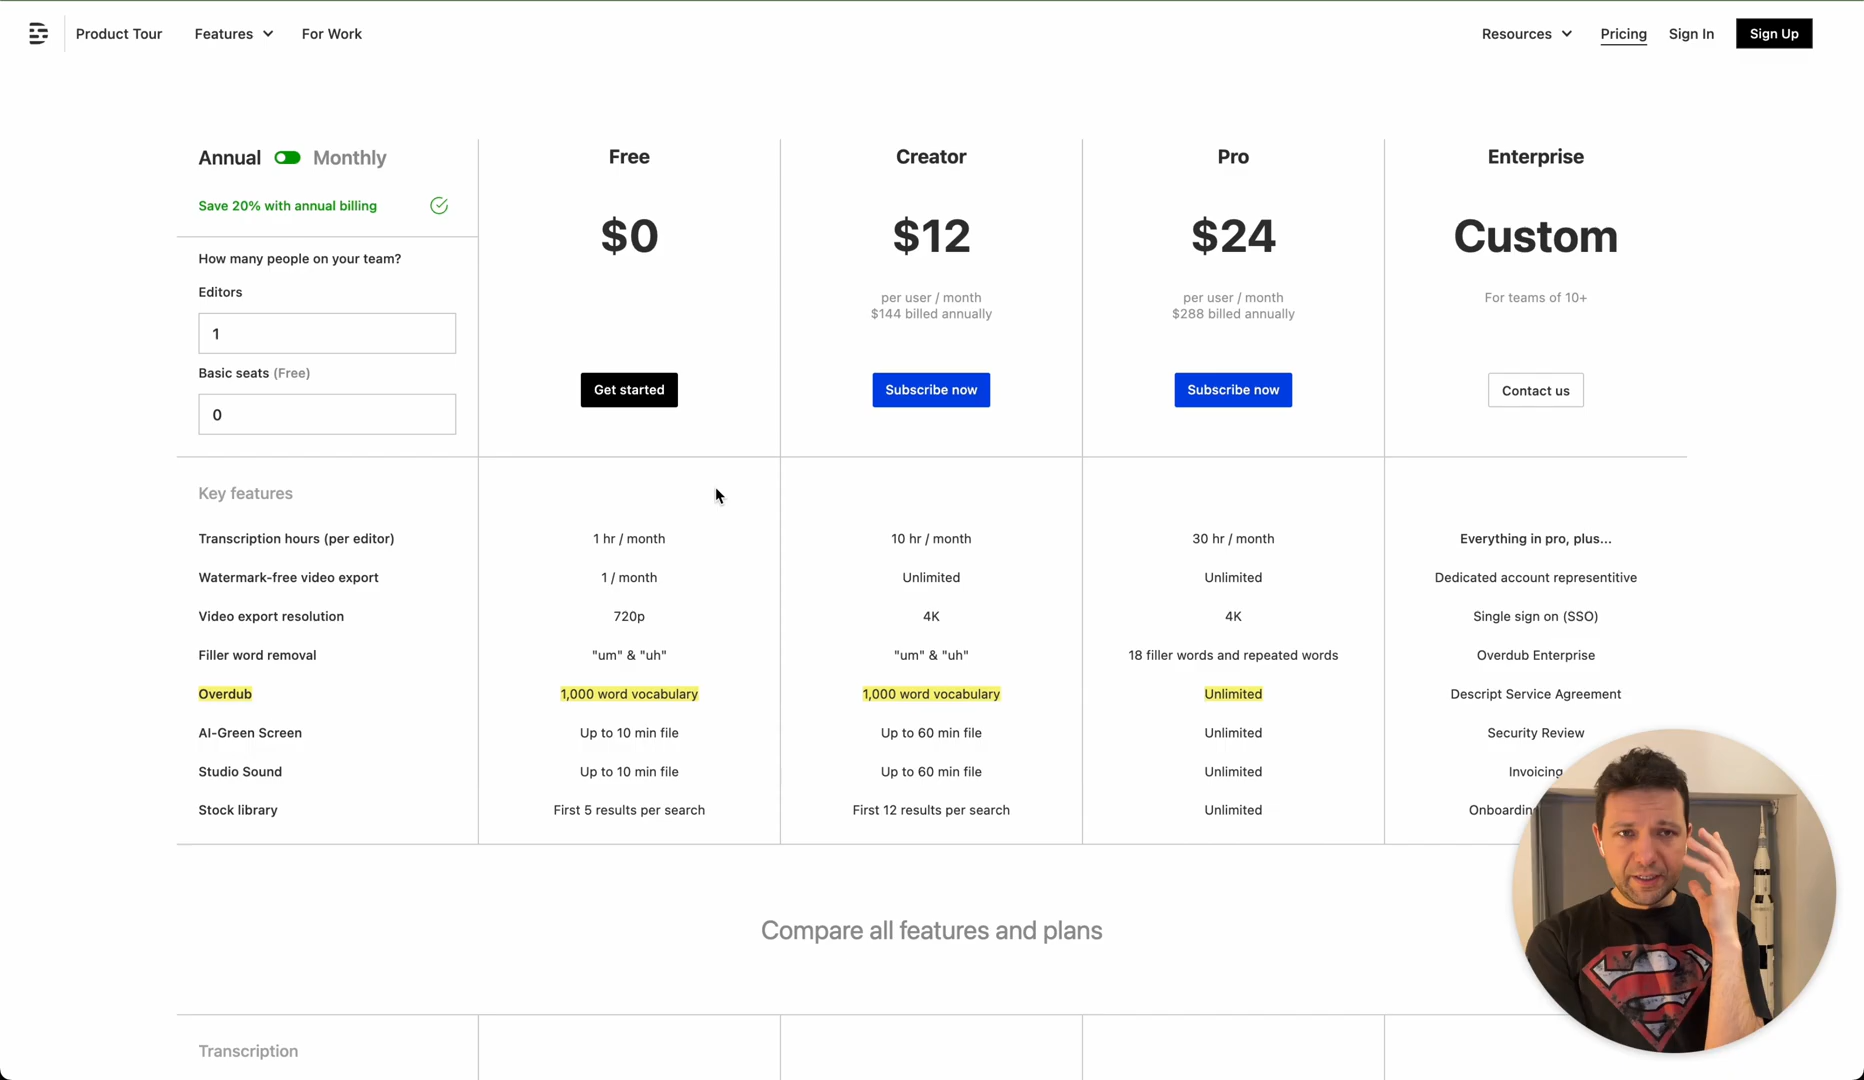 Product Tour
Features
For Work
Resources
Pricing
Sign In
Sign Up
Annual
Monthly
Save 20% with annual billing
How many people on your team?
Editors
1
Basic seats (Free)
0
Free
$0
Get started
Creator
$12
per user / month
$144 billed annually
Subscribe now
Pro
$24
per user / month
$288 billed annually
Subscribe now
Enterprise
Custom
For teams of 10+
Contact us
Key features
Transcription hours (per editor)
1 hr / month
10 hr / month
30 hr / month
Everything in pro, plus...
Watermark-free video export
1 / month
Unlimited
Unlimited
Dedicated account representitive
Video export resolution
720p
4K
4K
Single sign on (SSO)
Filler word removal
"um" & "uh"
"um" & "uh"
18 filler words and repeated words
Overdub Enterprise
Overdub
1,000 word vocabulary
1,000 word vocabulary
Unlimited
Descript Service Agreement
AI-Green Screen
Up to 10 min file
Up to 60 min file
Unlimited
Security Review
Studio Sound
Up to 10 min file
Up to 60 min file
Unlimited
Invoicing
Stock library
First 5 results per search
First 12 results per search
Unlimited
Compare all features and plans
Transcription